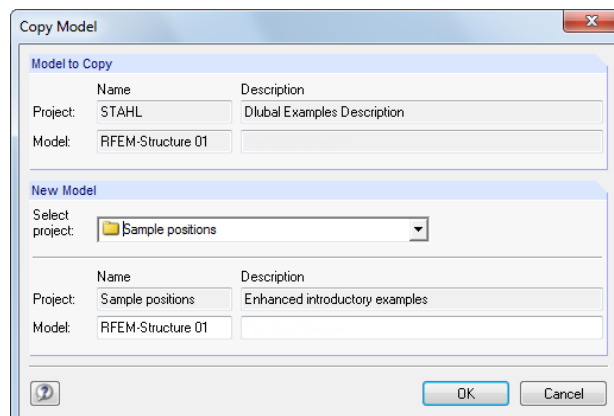 Copy Model
Model to Copy
Name Description
Project: STAHL Dlubal Examples Description
Model: RFEM-Structure 01
New Model
Select
project: Sample positions
Name Description
Project: Sample positions Enhanced introductory examples
Model: RFEM-Structure 01
OK Cancel